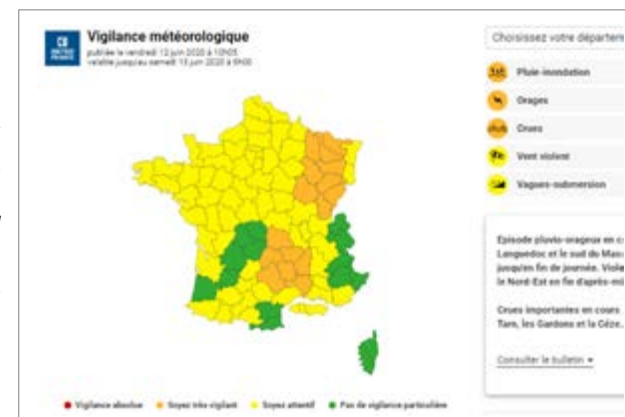 METEO FRANCE
Vigilance météorologique
publiée le vendredi 12 juin 2020 à 10h05
valable jusqu'au samedi 13 juin 2020 à 6h00
Choisissez votre départem
Pluie-inondation
Orages
Crues
Vent violent
Vagues-submersion
Episode pluvio-orageux en c
Languedoc et le sud du Mas
jusqu'en fin de journée. Viole
le Nord-Est en fin d'après-mi
Crues importantes en cours
Tarn, les Gardons et la Cèze.
Consulter le bulletin
Vigilance absolue
Soyez très vigilant
Soyez attentif
Pas de vigilance particulière